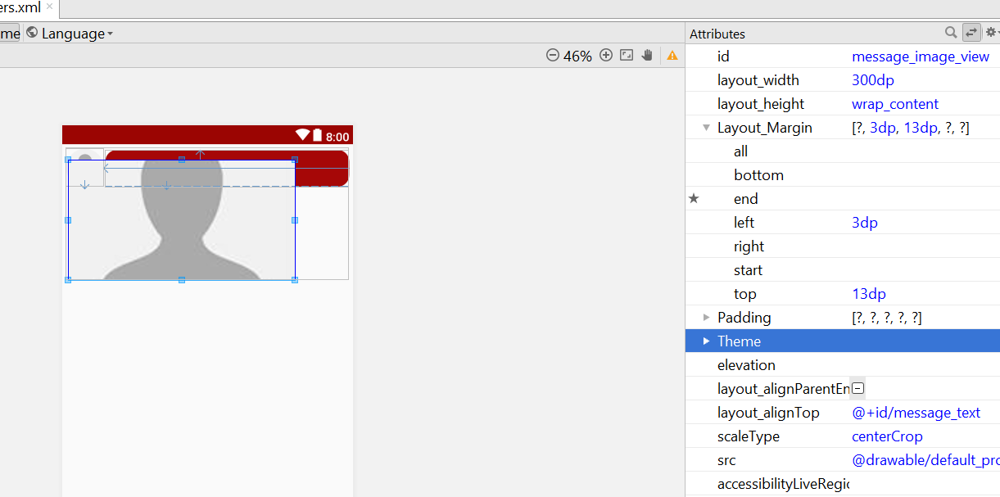 ers.xml
me Language
46%
8:00
Attributes
id message_image_view
layout_width 300dp
layout_height wrap_content
Layout_Margin [?, 3dp, 13dp, ?, ?]
all
bottom
end
left 3dp
right
start
top 13dp
Padding [?, ?, ?, ?, ?]
Theme
elevation
layout_alignParentEn
layout_alignTop @+id/message_text
scaleType centerCrop
src @drawable/default_pro
accessibilityLiveRegio